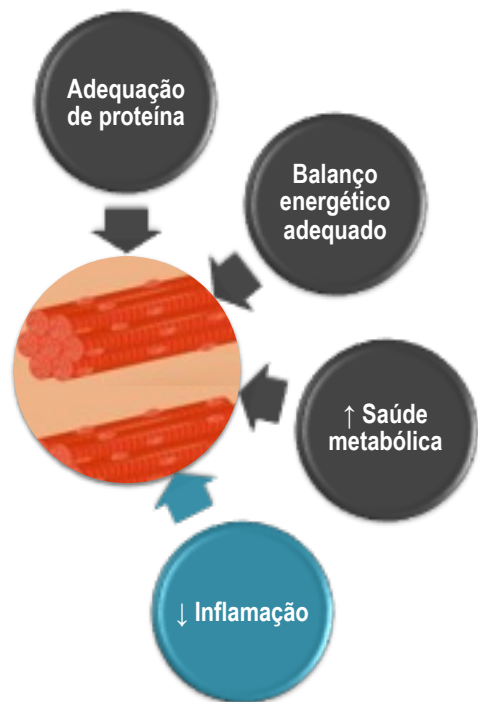 Adequação
de proteína
Balanço
energético
adequado
↑ Saúde
metabólica
↓ Inflamação